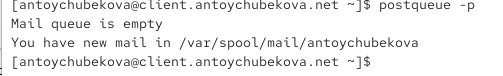 [antoychubekova@client.antoychubekova.net ~]$ postqueue -p
Mail queue is empty
You have new mail in /var/spool/mail/antoychubekova
[antoychubekova@client.antoychubekova.net ~]$